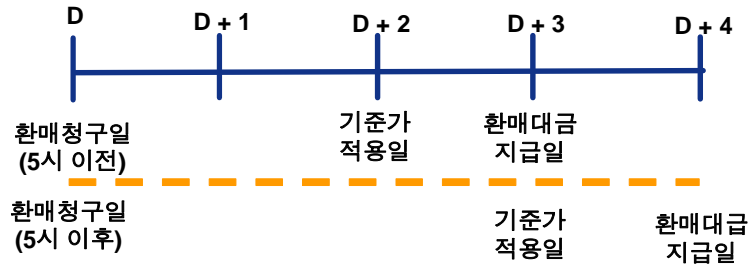 D D + 1 D + 2 D + 3 D + 4
환매청구일 기준가 환매대금
(5시 이전) 적용일 지급일
환매청구일 기준가 환매대급
(5시 이후) 적용일 지급일